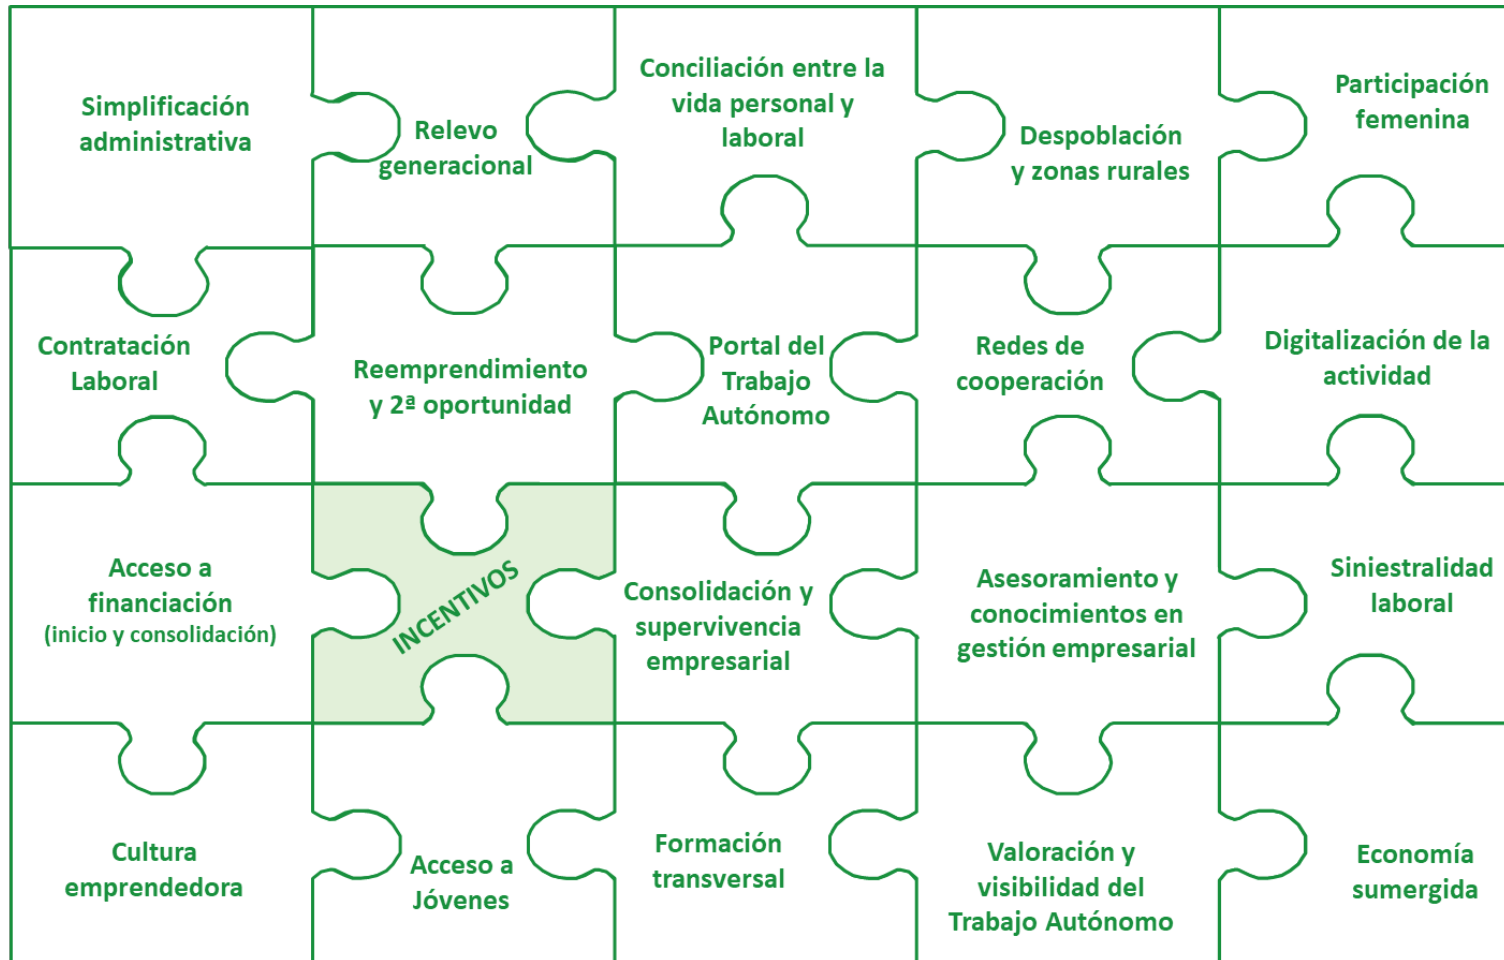 Simplificación
administrativa
Relevo
generacional
Conciliación entre la
vida personal y
laboral
Despoblación
y zonas rurales
Participación
femenina
Contratación
Laboral
Reemprendimiento
y 2ª oportunidad
Portal del
Trabajo
Autónomo
Redes de
cooperación
Digitalización de la
actividad
Acceso a
financiación
(inicio y consolidación)
INCENTIVOS
Consolidación y
supervivencia
empresarial
Asesoramiento y
conocimientos en
gestión empresarial
Siniestralidad
laboral
Cultura
emprendedora
Acceso a
Jóvenes
Formación
transversal
Valoración y
visibilidad del
Trabajo Autónomo
Economía
sumergida